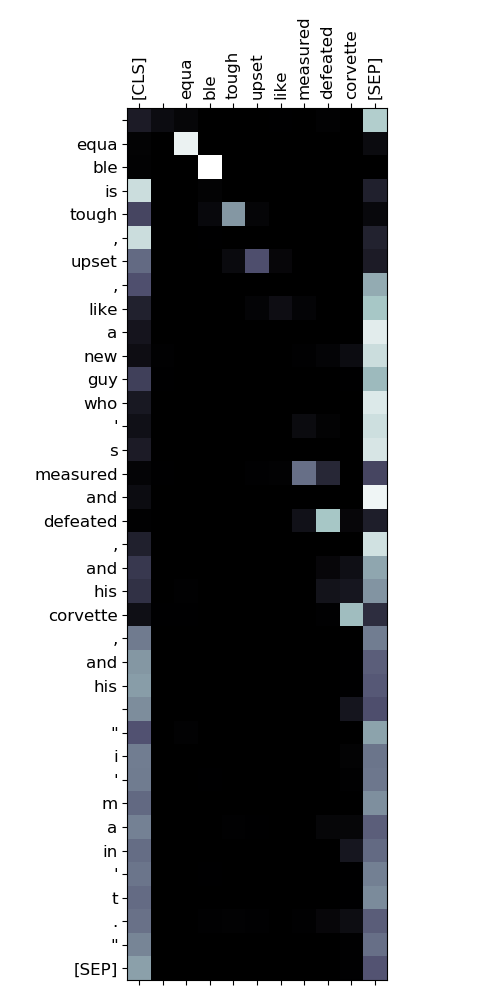 [CLS]
equa
ble
tough
upset
like
measured
defeated
corvette
[SEP]
equa
ble
is
tough
,
upset
,
like
a
new
guy
who
'
s
measured
and
defeated
,
and
his
corvette
,
and
his
"
i
'
m
a
in
'
t
.
"
[SEP]